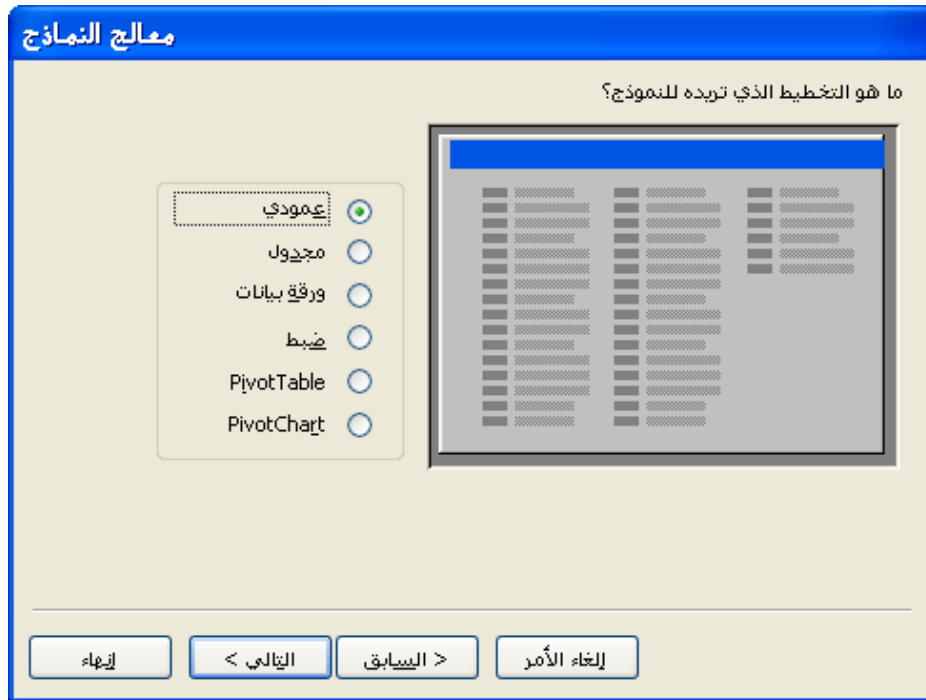 معالج النماذج
ما هو التخطيط الذي تريده للنموذج؟
عمودي
مجدول
ورقة بيانات
ضبط
PivotTable
PivotChart
إلغاء الأمر
< السابق
التالي >
إنهاء